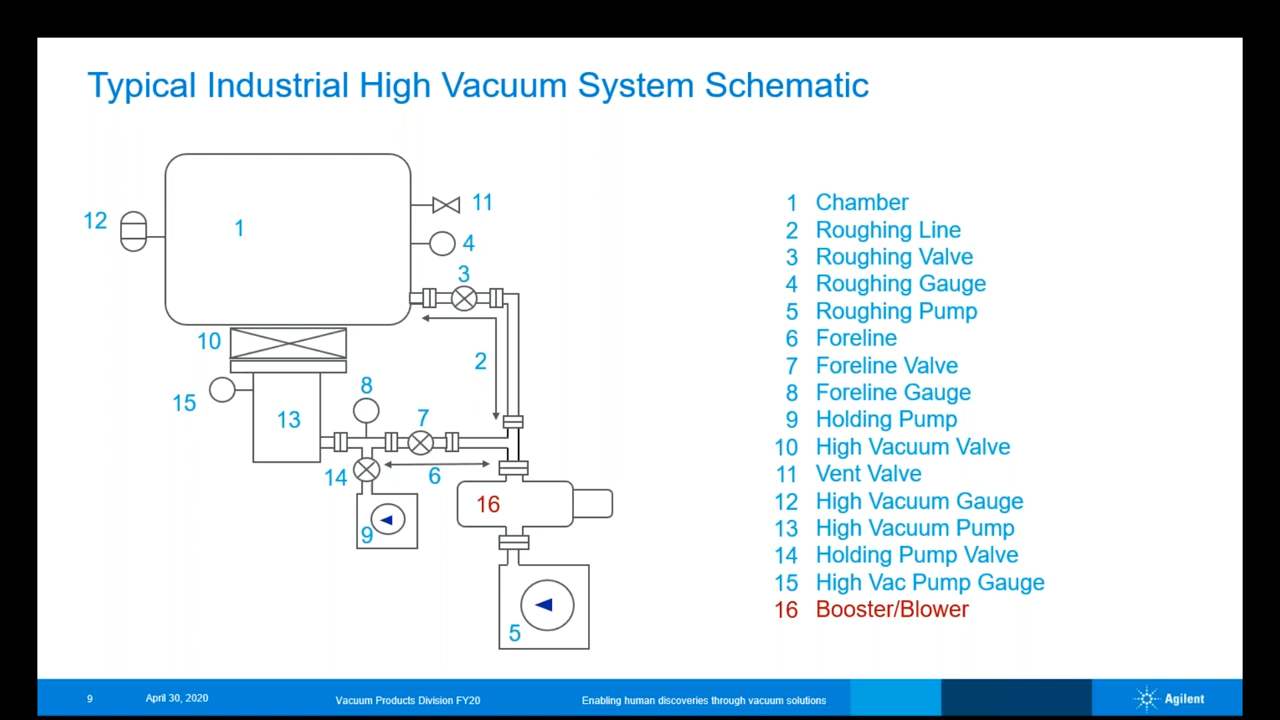 Typical Industrial High Vacuum System Schematic
12
1
11
4
3
10
2
15
8
13
7
14
6
16
9
5
1 Chamber
2 Roughing Line
3 Roughing Valve
4 Roughing Gauge
5 Roughing Pump
6 Foreline
7 Foreline Valve
8 Foreline Gauge
9 Holding Pump
10 High Vacuum Valve
11 Vent Valve
12 High Vacuum Gauge
13 High Vacuum Pump
14 Holding Pump Valve
15 High Vac Pump Gauge
16 Booster/Blower
9 April 30, 2020 Vacuum Products Division FY20 Enabling human discoveries through vacuum solutions Agilent